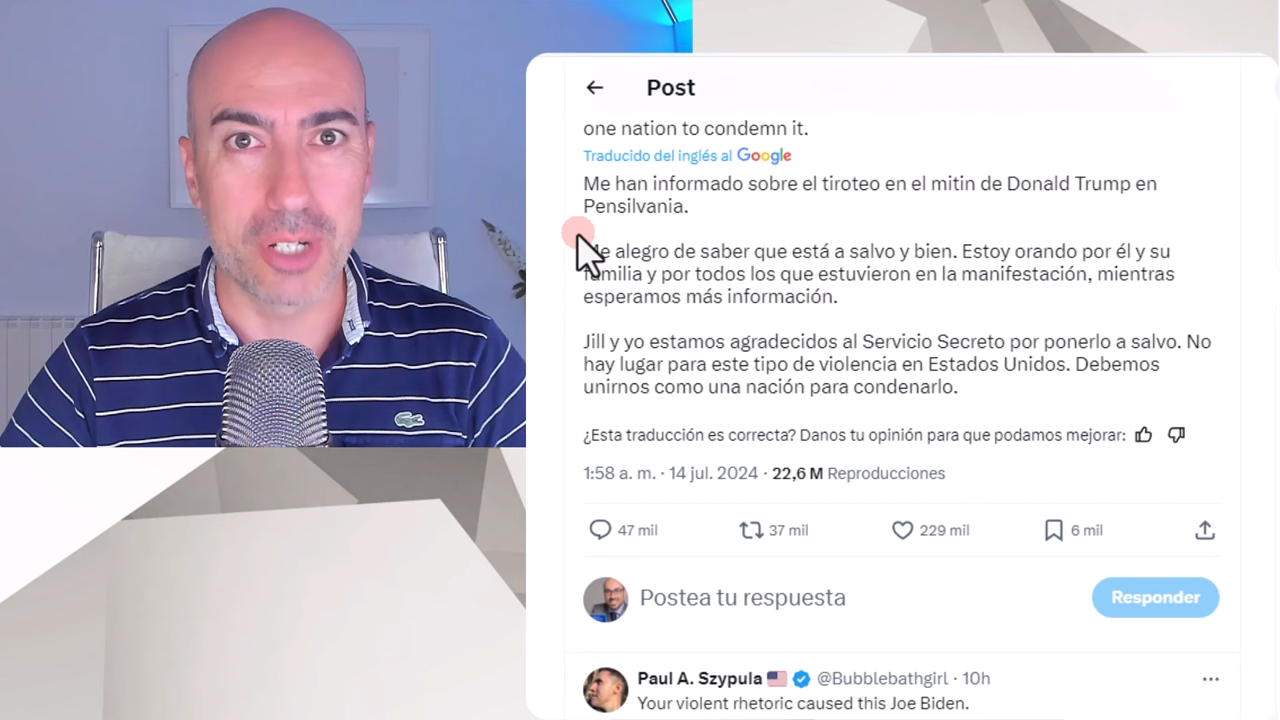 Post
one nation to condemn it.
Traducido del inglés al Google
Me han informado sobre el tiroteo en el mitin de Donald Trump en
Pensilvania.
alegro de saber que está a salvo y bien. Estoy orando por él y su
familia y por todos los que estuvieron en la manifestación, mientras
esperamos más información.
Jill y yo estamos agradecidos al Servicio Secreto por ponerlo a salvo. No
hay lugar para este tipo de violencia en Estados Unidos. Debemos
unirnos como una nación para condenarlo.
¿Esta traducción es correcta? Danos tu opinión para que podamos mejorar:
1:58 a. m. · 14 jul. 2024 · 22,6 M Reproducciones
47 mil 37 mil 229 mil 6 mil
Postea tu respuesta Responder
Paul A. Szypula @Bubblebathgirl · 10h
Your violent rhetoric caused this Joe Biden.